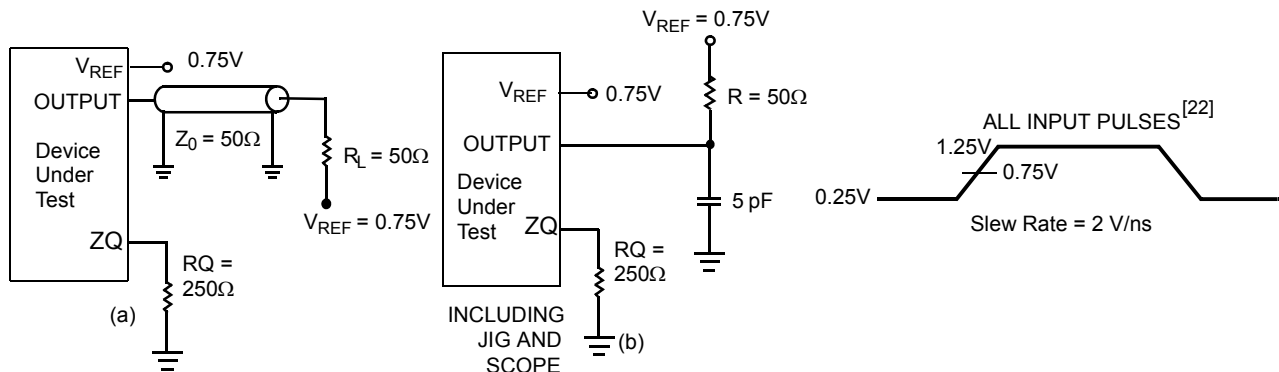 V_REF 0.75V
OUTPUT
Z₀ = 50Ω
Device
Under
Test
R_L = 50Ω
V_REF = 0.75V
ZQ
RQ =
250Ω
(a)
V_REF = 0.75V
R = 50Ω
V_REF 0.75V
OUTPUT
Device
Under
Test
5 pF
ZQ
RQ =
250Ω
INCLUDING
JIG AND
SCOPE
(b)
ALL INPUT PULSES[22]
1.25V
0.75V
0.25V
Slew Rate = 2 V/ns